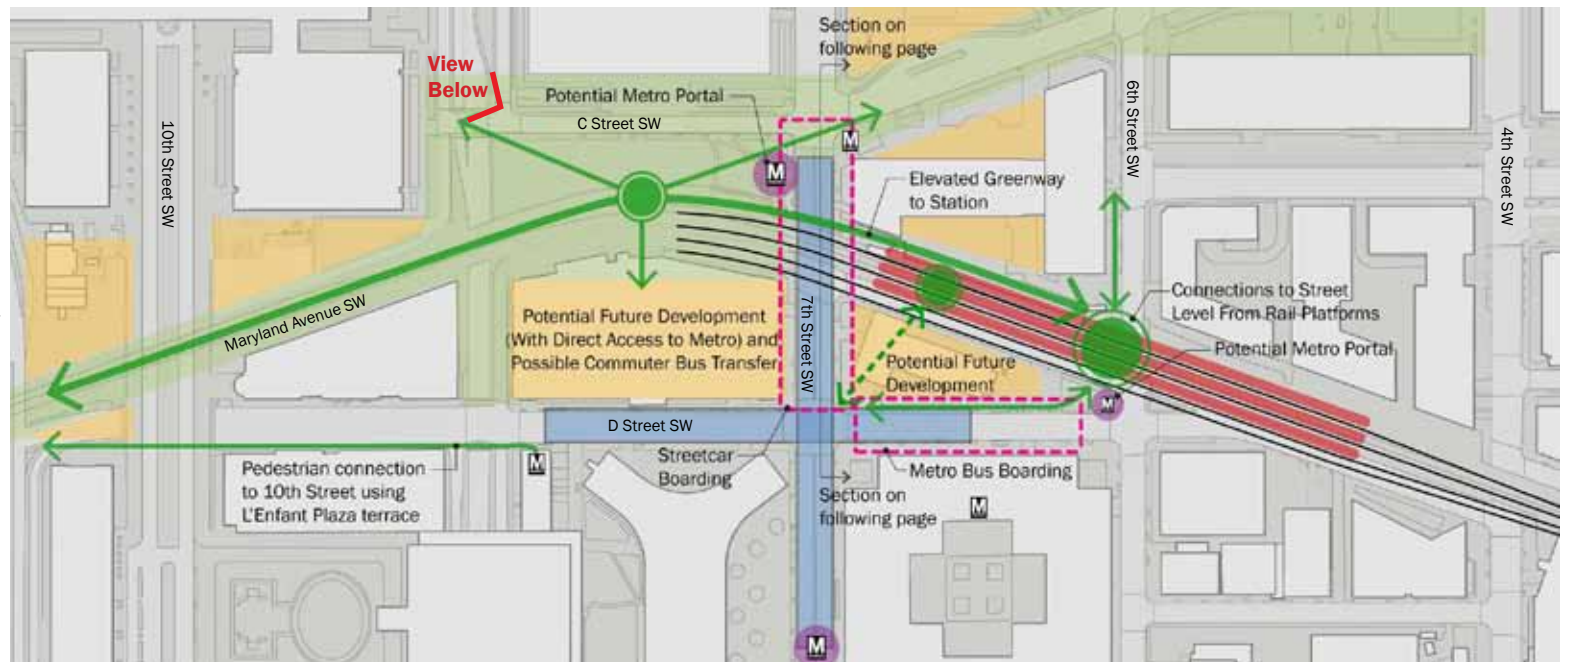 Section on
following page
View
Below
Potential Metro Portal
C Street SW
10th Street SW
6th Street SW
4th Street SW
M
M
Elevated Greenway
to Station
Maryland Avenue SW
Potential Future Development
(With Direct Access to Metro) and
Possible Commuter Bus Transfer
7th Street SW
Connections to Street
Level From Rail Platforms
Potential Metro Portal
Potential Future
Development
M
D Street SW
Streetcar
Boarding
Metro Bus Boarding
M
Pedestrian connection
to 10th Street using
L'Enfant Plaza terrace
Section on
following page
M
M